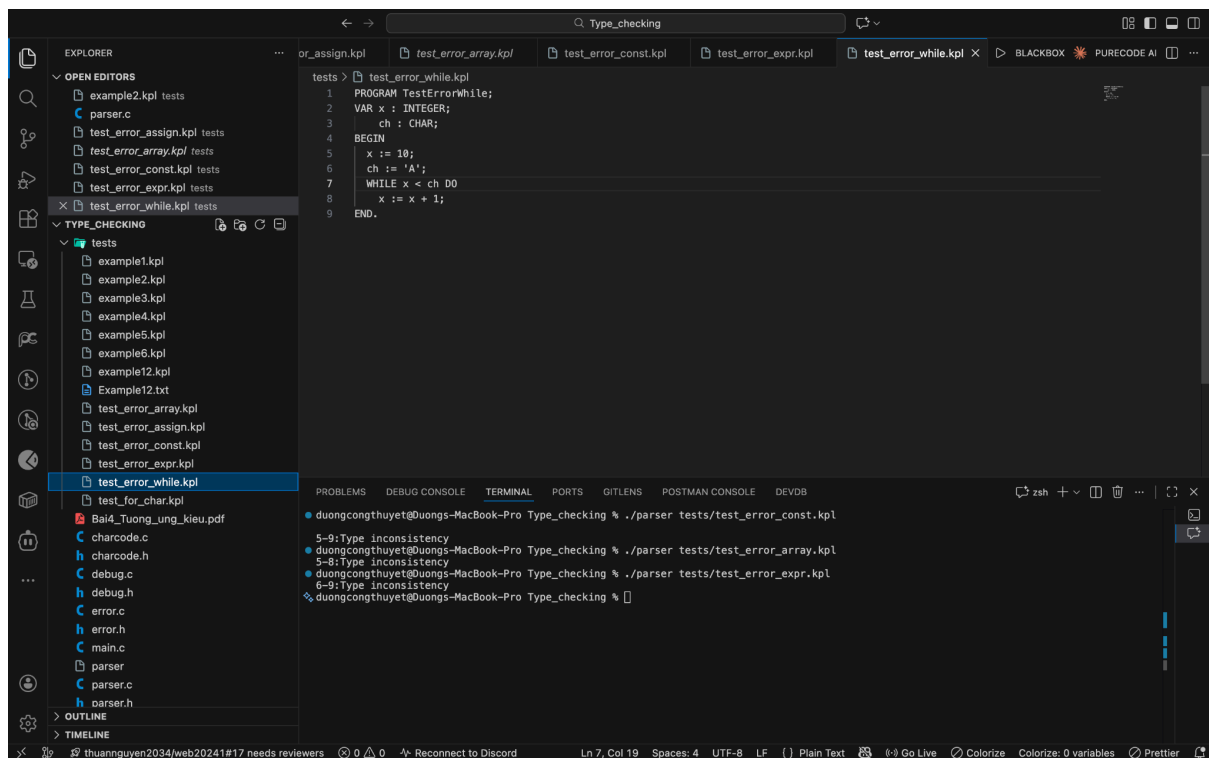 Type_checking
EXPLORER
or_assign.kpl
test_error_array.kpl
test_error_const.kpl
test_error_expr.kpl
test_error_while.kpl
BLACKBOX
PURECODE AI
OPEN EDITORS
example2.kpl tests
parser.c
test_error_assign.kpl tests
test_error_array.kpl tests
test_error_const.kpl tests
test_error_expr.kpl tests
test_error_while.kpl tests
TYPE_CHECKING
tests
example1.kpl
example2.kpl
example3.kpl
example4.kpl
example5.kpl
example6.kpl
example12.kpl
Example12.txt
test_error_array.kpl
test_error_assign.kpl
test_error_const.kpl
test_error_expr.kpl
test_error_while.kpl
test_for_char.kpl
Bai4_Tuong_ung_kieu.pdf
charcode.c
charcode.h
debug.c
debug.h
error.c
error.h
main.c
parser
parser.c
parser.h
OUTLINE
TIMELINE
tests > test_error_while.kpl
1 PROGRAM TestErrorWhile;
2 VAR x : INTEGER;
3 ch : CHAR;
4 BEGIN
5 x := 10;
6 ch := 'A';
7 WHILE x < ch DO
8 x := x + 1;
9 END.
PROBLEMS DEBUG CONSOLE TERMINAL PORTS GITLENS POSTMAN CONSOLE DEVDB
zsh
duongcongthuyet@Duongs-MacBook-Pro Type_checking % ./parser tests/test_error_const.kpl
5-9:Type inconsistency
duongcongthuyet@Duongs-MacBook-Pro Type_checking % ./parser tests/test_error_array.kpl
5-8:Type inconsistency
duongcongthuyet@Duongs-MacBook-Pro Type_checking % ./parser tests/test_error_expr.kpl
6-9:Type inconsistency
duongcongthuyet@Duongs-MacBook-Pro Type_checking %
thuannguyen2034/web20241#17 needs reviewers 0 0 Reconnect to Discord Ln 7, Col 19 Spaces: 4 UTF-8 LF { } Plain Text Go Live Colorize Colorize: 0 variables Prettier